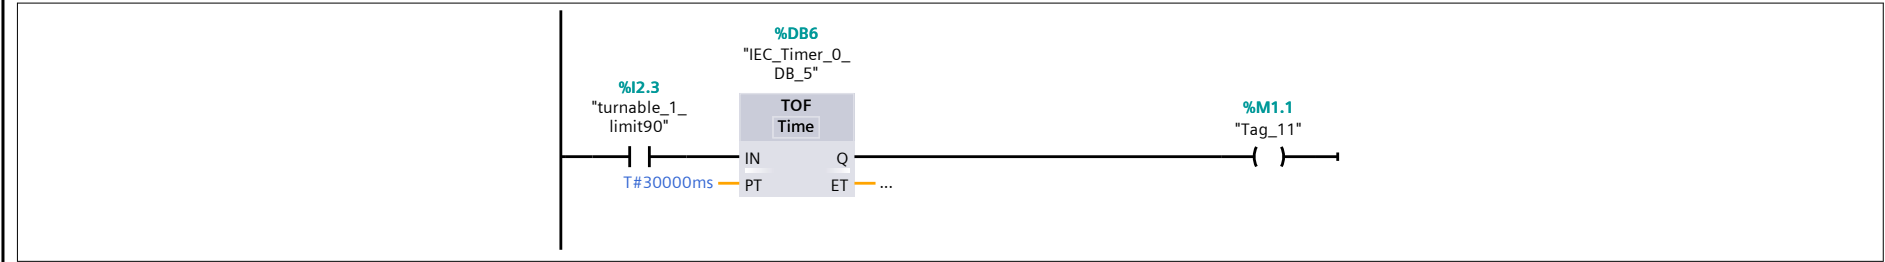 %DB6
"IEC_Timer_0_
DB_5"
%I2.3
"turnable_1_
limit90"
TOF
Time
%M1.1
"Tag_11"
IN
Q
T#30000ms
PT
ET
...